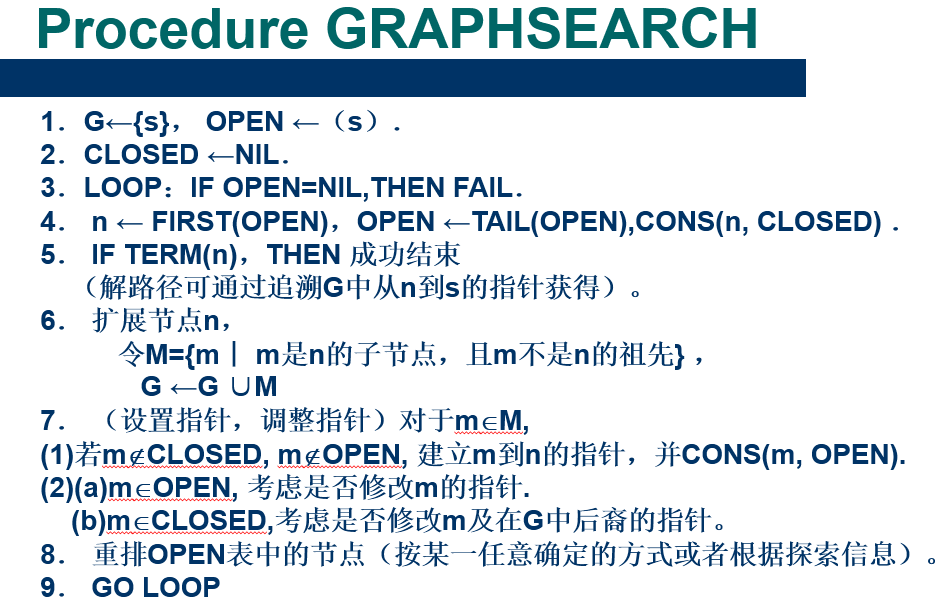 Procedure GRAPHSEARCH
1. G←{s}, OPEN ←（s）.
2. CLOSED ←NIL.
3. LOOP：IF OPEN=NIL,THEN FAIL.
4. n ← FIRST(OPEN)，OPEN ←TAIL(OPEN),CONS(n, CLOSED) .
5. IF TERM(n)，THEN 成功结束
（解路径可通过追溯G中从n到s的指针获得）。
6. 扩展节点n，
令M={m︱ m是n的子节点，且m不是n的祖先} ，
G ←G ∪M
7. （设置指针，调整指针）对于m∈M,
(1)若m∉CLOSED, m∉OPEN, 建立m到n的指针，并CONS(m, OPEN).
(2)(a)m∈OPEN, 考虑是否修改m的指针.
(b)m∈CLOSED,考虑是否修改m及在G中后裔的指针。
8. 重排OPEN表中的节点（按某一任意确定的方式或者根据探索信息）。
9. GO LOOP